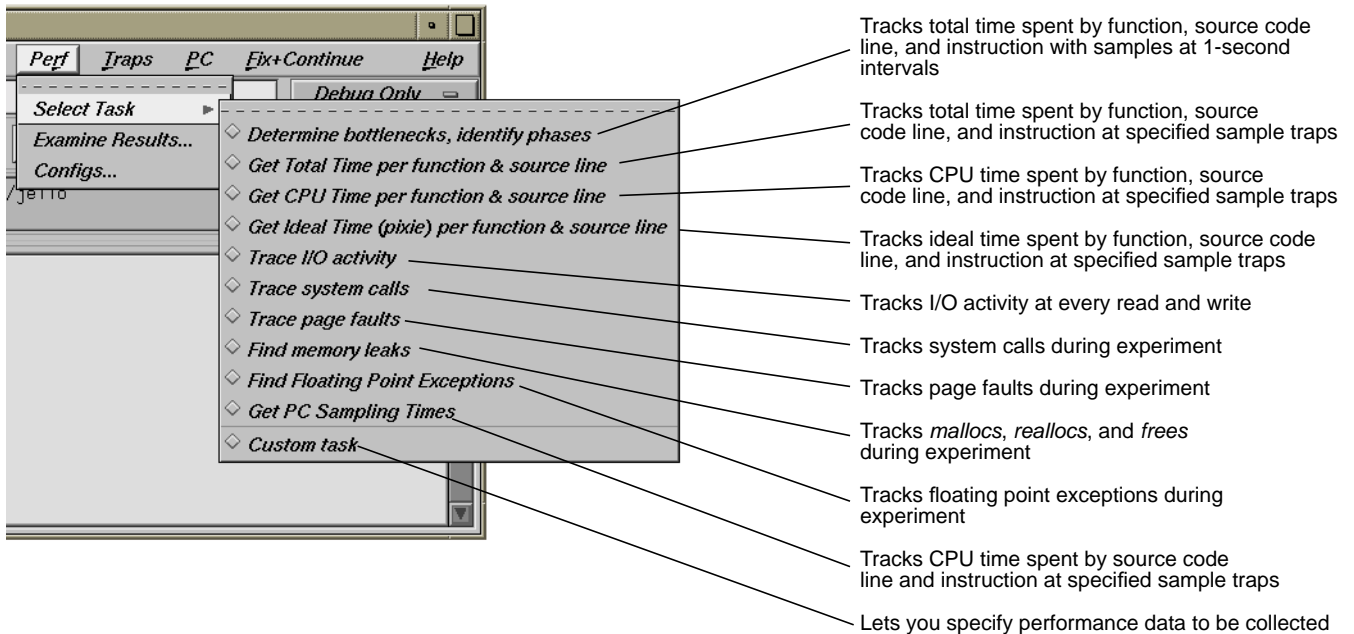 Perf Traps PC Fix+Continue Help
Debug Only
Select Task
Examine Results...
Configs...
/jello
Determine bottlenecks, identify phases
Get Total Time per function & source line
Get CPU Time per function & source line
Get Ideal Time (pixie) per function & source line
Trace I/O activity
Trace system calls
Trace page faults
Find memory leaks
Find Floating Point Exceptions
Get PC Sampling Times
Custom task
Tracks total time spent by function, source code
line, and instruction with samples at 1-second
intervals
Tracks total time spent by function, source
code line, and instruction at specified sample traps
Tracks CPU time spent by function, source
code line, and instruction at specified sample traps
Tracks ideal time spent by function, source code
line, and instruction at specified sample traps
Tracks I/O activity at every read and write
Tracks system calls during experiment
Tracks page faults during experiment
Tracks mallocs, reallocs, and frees
during experiment
Tracks floating point exceptions during
experiment
Tracks CPU time spent by source code
line and instruction at specified sample traps
Lets you specify performance data to be collected